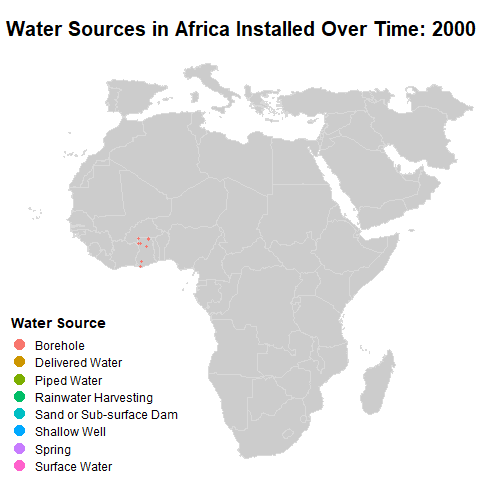 Water Sources in Africa Installed Over Time: 2000
Water Source
Borehole
Delivered Water
Piped Water
Rainwater Harvesting
Sand or Sub-surface Dam
Shallow Well
Spring
Surface Water